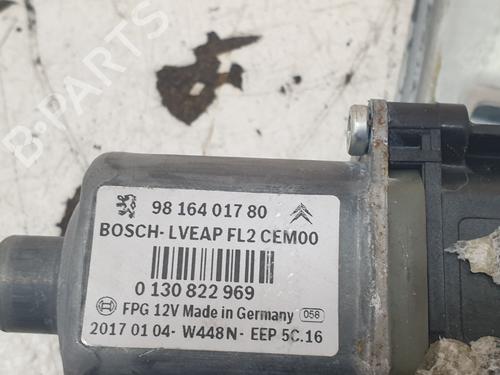 B-PARTS
98 164 017 80
BOSCH-LVEAP FL2 CEM00
0 130 822 969
FPG 12V Made in Germany 058
2017 01 04- W448N- EEP 5C.16